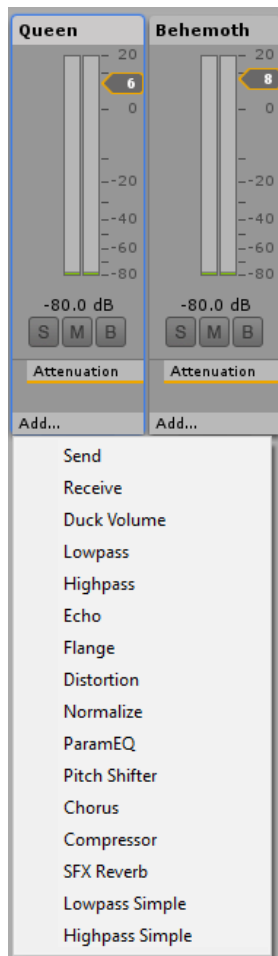 Queen Behemoth
20 20
6 8
0 0
-20 -20
-40 -40
-60 -60
-80 -80
-80.0 dB -80.0 dB
S M B S M B
Attenuation Attenuation
Add... Add...
Send
Receive
Duck Volume
Lowpass
Highpass
Echo
Flange
Distortion
Normalize
ParamEQ
Pitch Shifter
Chorus
Compressor
SFX Reverb
Lowpass Simple
Highpass Simple